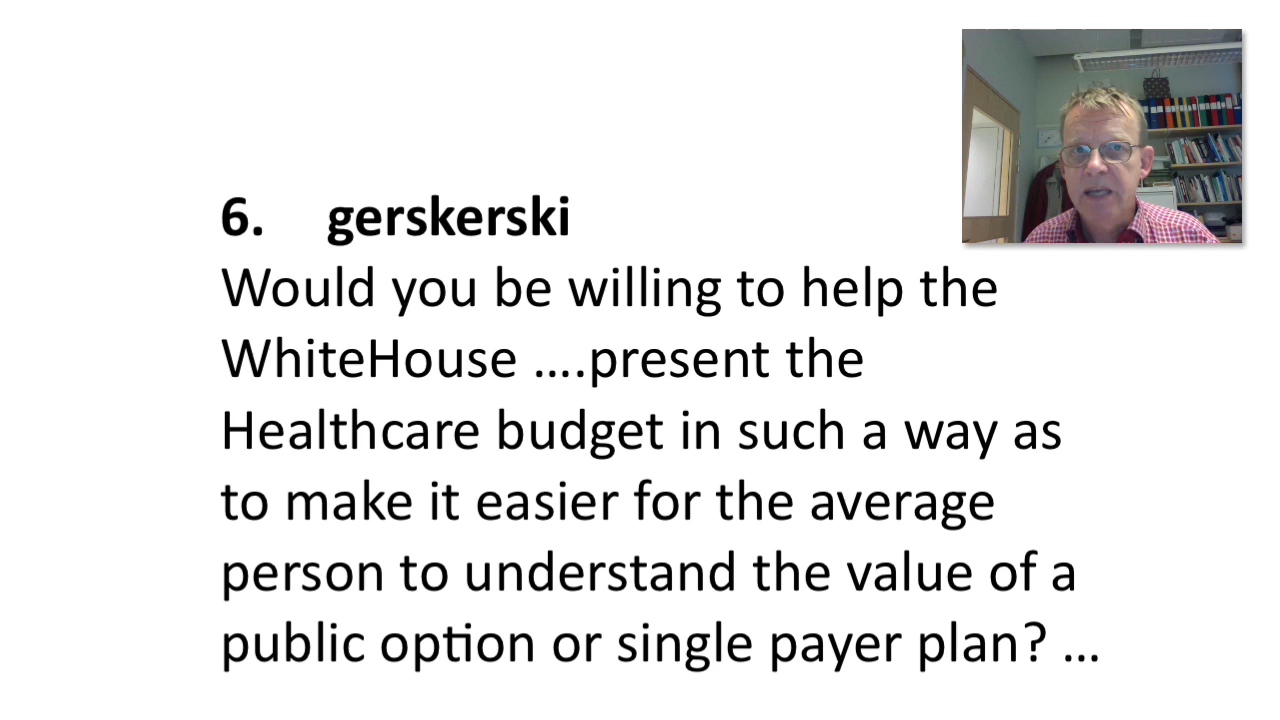 6. gerskerski
Would you be willing to help the
WhiteHouse ....present the
Healthcare budget in such a way as
to make it easier for the average
person to understand the value of a
public option or single payer plan? ...